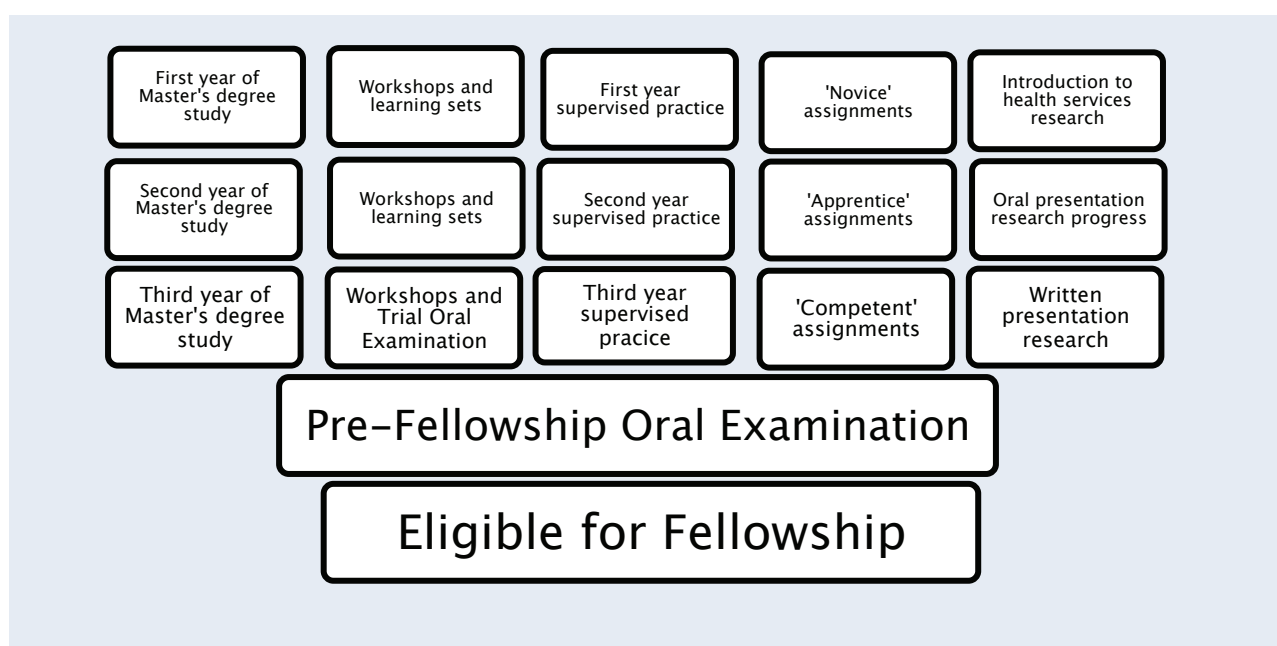 First year of
Master's degree
study
Workshops and
learning sets
First year
supervised practice
'Novice'
assignments
Introduction to
health services
research
Second year of
Master's degree
study
Workshops and
learning sets
Second year
supervised practice
'Apprentice'
assignments
Oral presentation
research progress
Third year of
Master's degree
study
Workshops and
Trial Oral
Examination
Third year
supervised
pracice
'Competent'
assignments
Written
presentation
research
Pre–Fellowship Oral Examination
Eligible for Fellowship